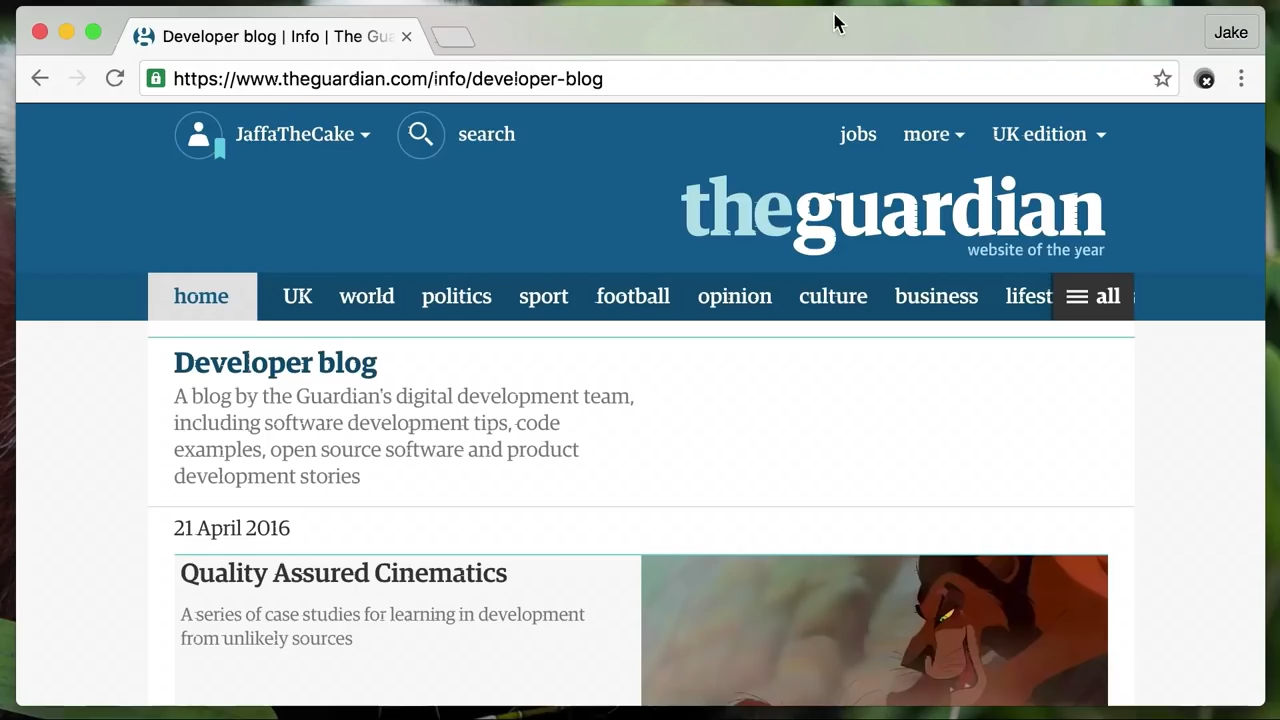 Developer blog | Info | The Gua
Jake
https://www.theguardian.com/info/developer-blog
JaffaTheCake
search
jobs
more
UK edition
theguardian
website of the year
home
UK
world
politics
sport
football
opinion
culture
business
lifest
all
Developer blog
A blog by the Guardian's digital development team,
including software development tips, code
examples, open source software and product
development stories
21 April 2016
Quality Assured Cinematics
A series of case studies for learning in development
from unlikely sources